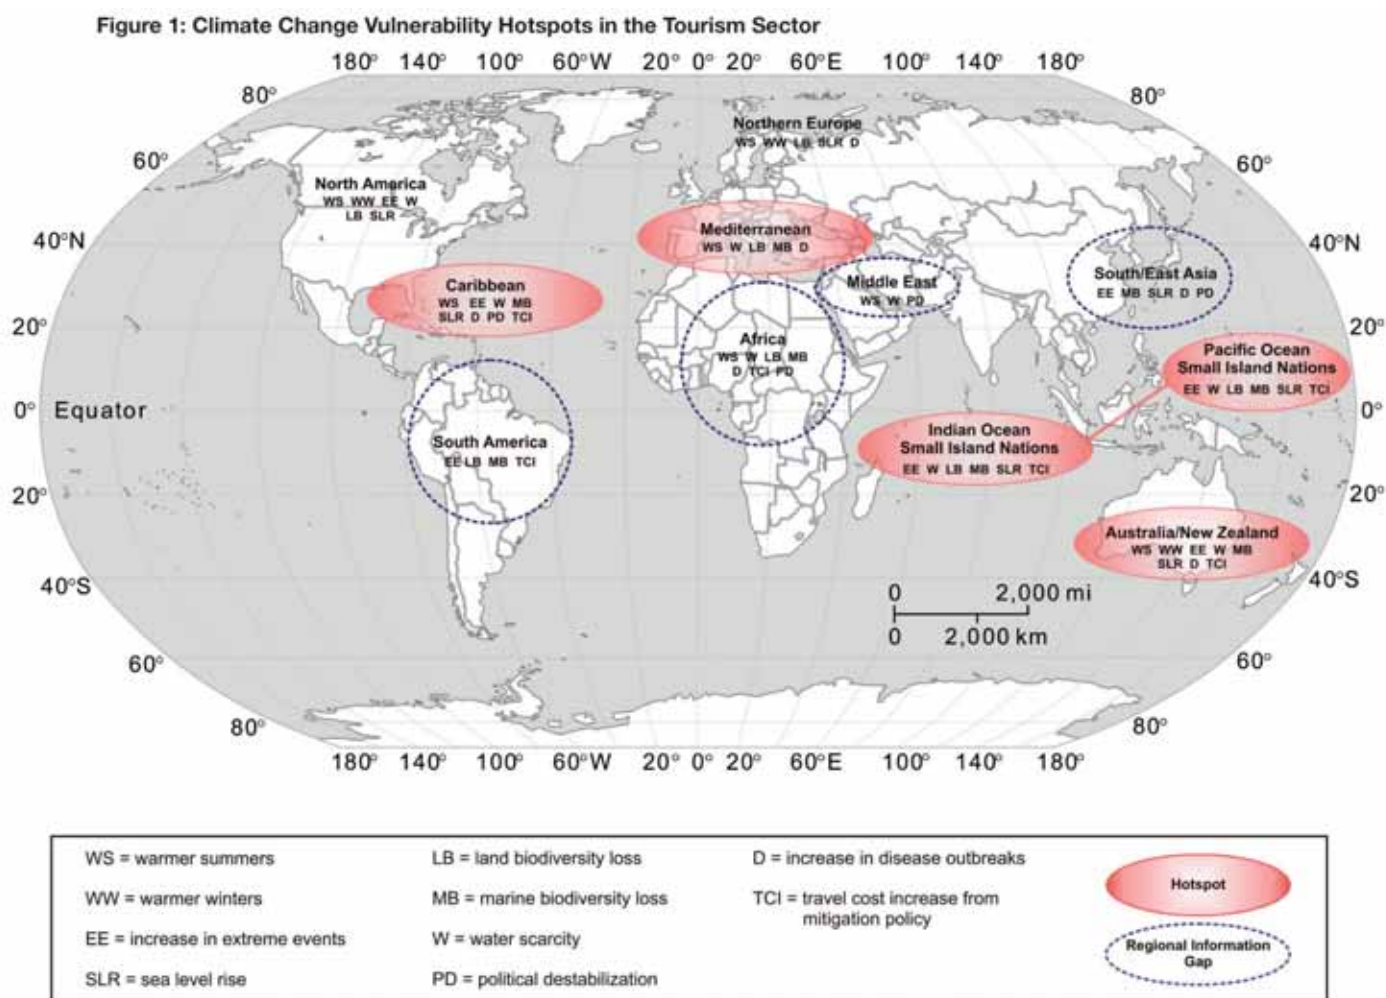 Figure 1: Climate Change Vulnerability Hotspots in the Tourism Sector
180° 140° 100° 60°W 20° 0° 20° 60°E 100° 140° 180°
80° 80°
Northern Europe
WS WW LB SLR D
60° 60°
North America
WS WW EE W
LB SLR
Mediterranean
WS W LB MB D
40°N 40°N
South/East Asia
EE MB SLR D PD
Middle East
WS W PD
Caribbean
WS EE W MB
SLR D PD TCI
20° 20°
Africa
WS W LB MB
D TCI PD
Pacific Ocean
Small Island Nations
EE W LB MB SLR TCI
0° Equator 0°
Indian Ocean
Small Island Nations
EE W LB MB SLR TCI
South America
EE LB MB TCI
20° 20°
Australia/New Zealand
WS WW EE W MB
SLR D TCI
40°S 40°S
0 2,000 mi
0 2,000 km
60° 60°
80° 80°
180° 140° 100° 60°W 20° 0° 20° 60°E 100° 140° 180°
WS = warmer summers
WW = warmer winters
EE = increase in extreme events
SLR = sea level rise
LB = land biodiversity loss
MB = marine biodiversity loss
W = water scarcity
PD = political destabilization
D = increase in disease outbreaks
TCI = travel cost increase from
mitigation policy
Hotspot
Regional Information
Gap